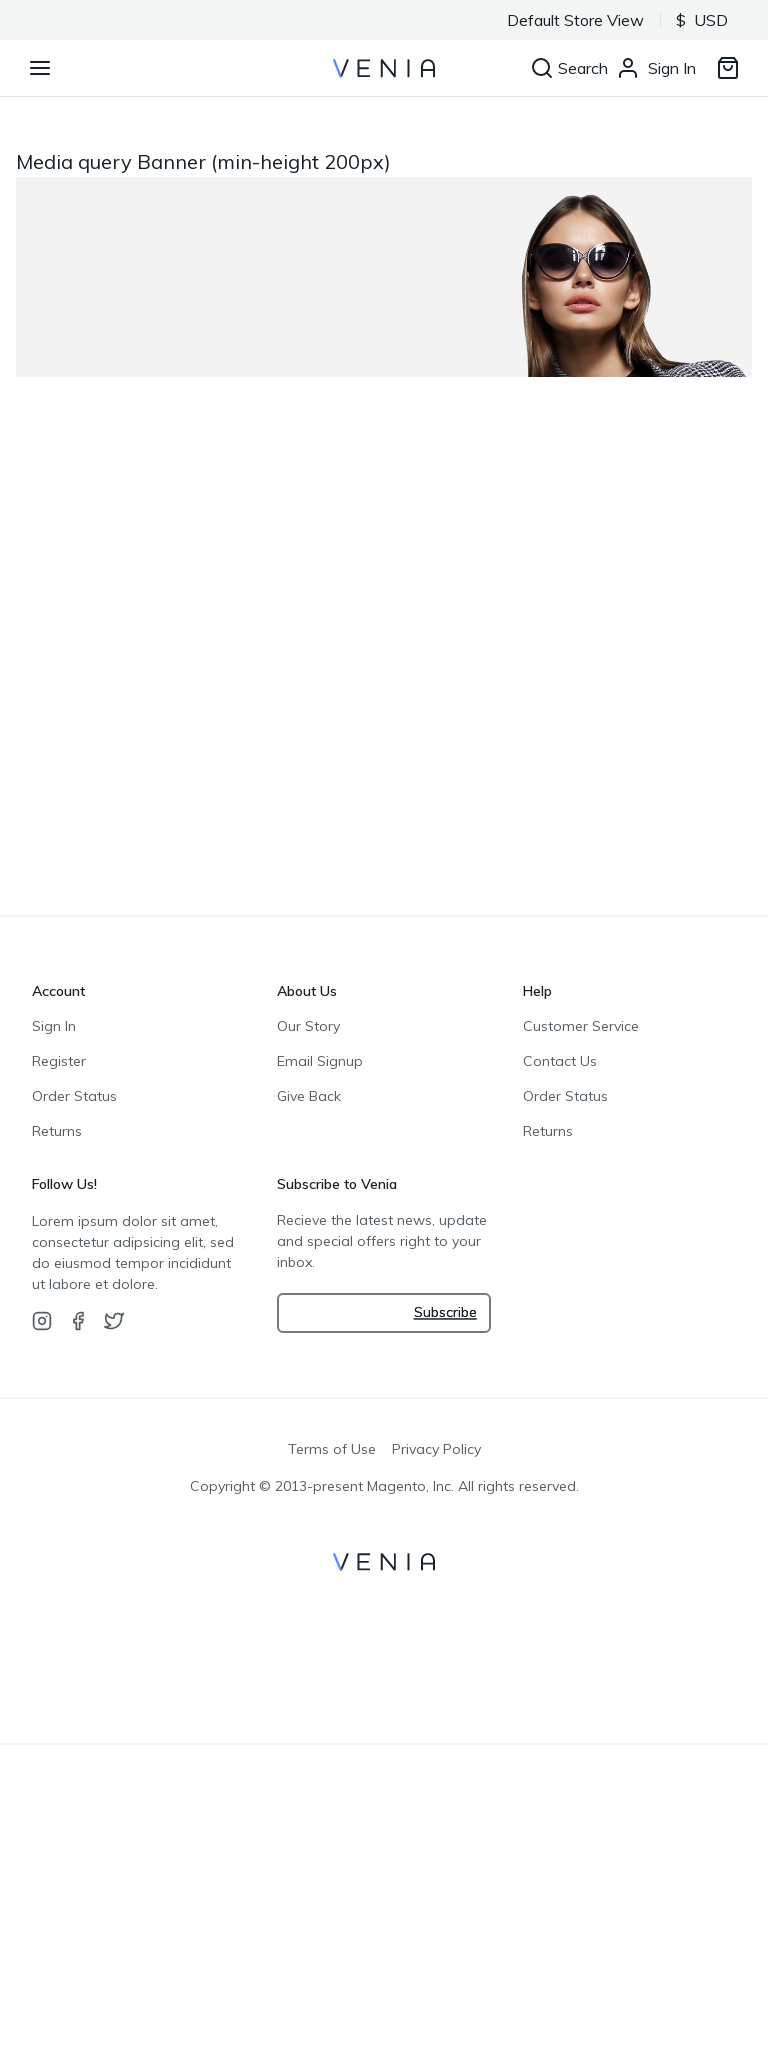 Default Store View
$ USD
VENIA
Search
Sign In
Media query Banner (min-height 200px)
Account
Sign In
Register
Order Status
Returns
About Us
Our Story
Email Signup
Give Back
Help
Customer Service
Contact Us
Order Status
Returns
Follow Us!
Lorem ipsum dolor sit amet,
consectetur adipsicing elit, sed
do eiusmod tempor incididunt
ut labore et dolore.
Subscribe to Venia
Recieve the latest news, update
and special offers right to your
inbox.
Subscribe
Terms of Use
Privacy Policy
Copyright © 2013-present Magento, Inc. All rights reserved.
VENIA